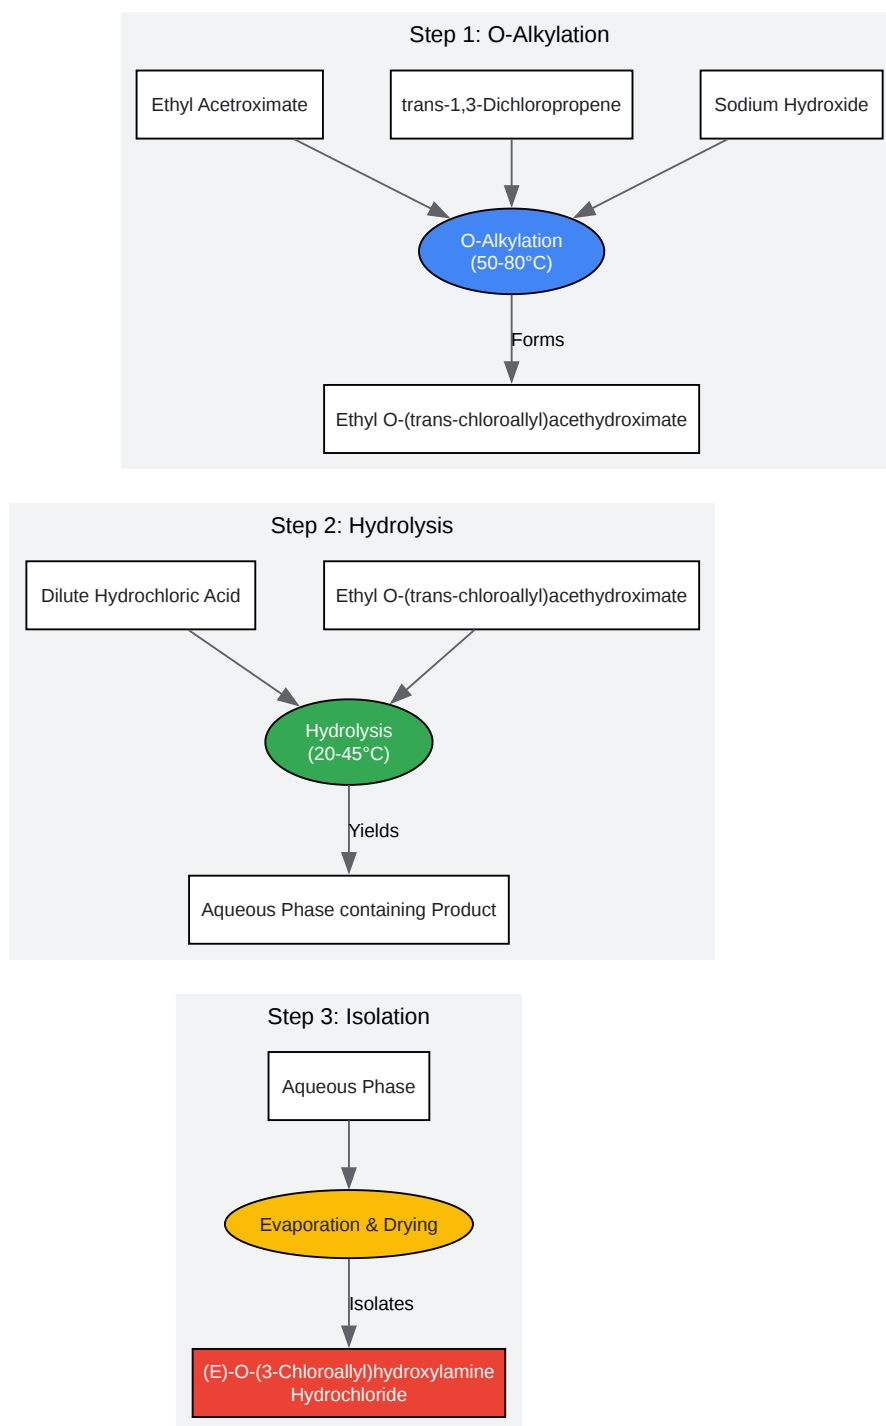 Step 1: O-Alkylation
Ethyl Acetroximate
trans-1,3-Dichloropropene
Sodium Hydroxide
O-Alkylation
(50-80°C)
Forms
Ethyl O-(trans-chloroallyl)acethydroximate
Step 2: Hydrolysis
Dilute Hydrochloric Acid
Ethyl O-(trans-chloroallyl)acethydroximate
Hydrolysis
(20-45°C)
Yields
Aqueous Phase containing Product
Step 3: Isolation
Aqueous Phase
Evaporation & Drying
Isolates
(E)-O-(3-Chloroallyl)hydroxylamine
Hydrochloride